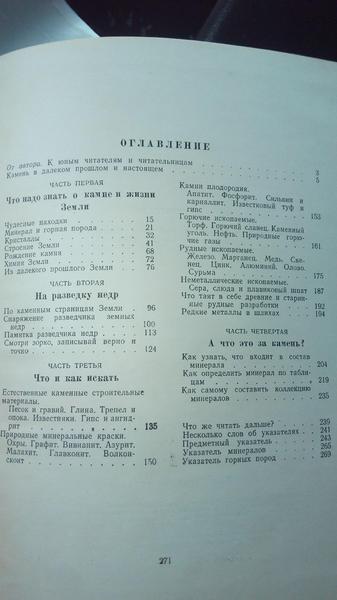 ОГЛАВЛЕНИЕ
От автора. К юным читателям и читательницам . . . 3
Камень в далеком прошлом и настоящем . . . 5
ЧАСТЬ ПЕРВАЯ
Что надо знать о камне в жизни
Земли
Чудесные находки . . . 15
Минерал и горная порода . . . 21
Кристаллы . . . 32
Строение Земли . . . 41
Рождение камня . . . 68
Химия Земли . . . 72
Из далекого прошлого Земли . . . 76
ЧАСТЬ ВТОРАЯ
На разведку недр
По каменным страницам Земли . . 96
Снаряжение разведчика земных
недр . . . 100
Памятка разведчика недр . . . 113
Смотри зорко, записывай верно и
точно . . . 124
ЧАСТЬ ТРЕТЬЯ
Что и как искать
Естественные каменные строительные
материалы.
Песок и гравий. Глина. Трепел и
опока. Известняки. Гипс и ангид-
рит . . . 135
Природные минеральные краски.
Охры. Графит. Вивианит. Азурит.
Малахит. Главконит. Волкон-
скоит . . . 150
Камни плодородия.
Апатит. Фосфорит. Сильвин и
карналлит. Известковый туф и
гипс . . . 153
Горючие ископаемые.
Торф. Горючий сланец. Каменный
уголь. Нефть. Природные горю-
чие газы . . . 161
Рудные ископаемые.
Железо. Марганец. Медь. Сви-
нец. Цинк. Алюминий. Олово.
Сурьма . . . 175
Неметаллические ископаемые.
Сера, слюда и плавиковый шпат 187
Что таят в себе древние и старин-
ные рудные разработки . . . 192
Редкие металлы в шлихах . . . 194
ЧАСТЬ ЧЕТВЕРТАЯ
А что это за камень?
Как узнать, что входит в состав
минерала . . . 204
Как определить минерал по табли-
цам . . . 219
Как самому составить коллекцию
минералов . . . 235
Что же читать дальше? . . . 239
Несколько слов об указателях . . 241
Предметный указатель . . . 243
Указатель минералов . . . 265
Указатель горных пород . . . 269
271